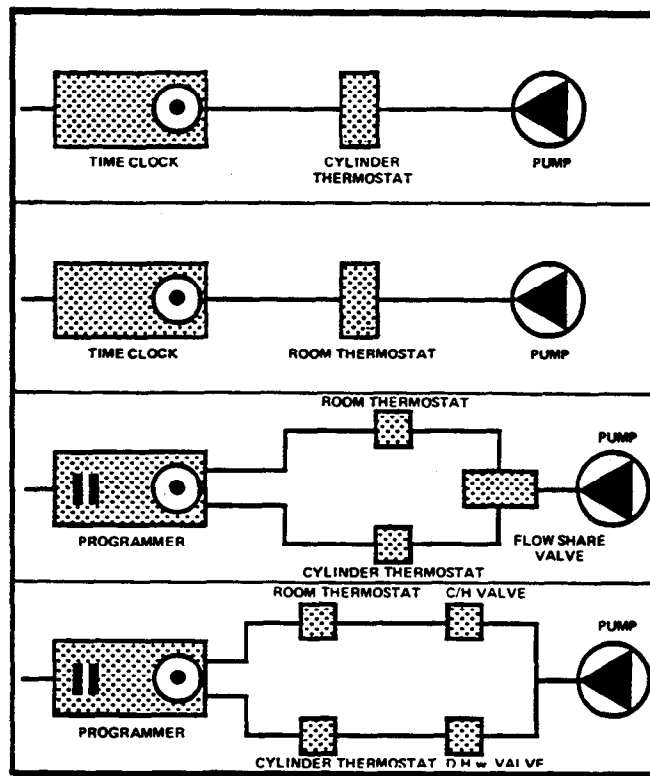 TIME CLOCK
CYLINDER
THERMOSTAT
PUMP
TIME CLOCK
ROOM THERMOSTAT
PUMP
ROOM THERMOSTAT
PUMP
PROGRAMMER
FLOW SHARE
VALVE
CYLINDER THERMOSTAT
ROOM THERMOSTAT
C/H VALVE
PUMP
PROGRAMMER
CYLINDER THERMOSTAT
D H w VALVE